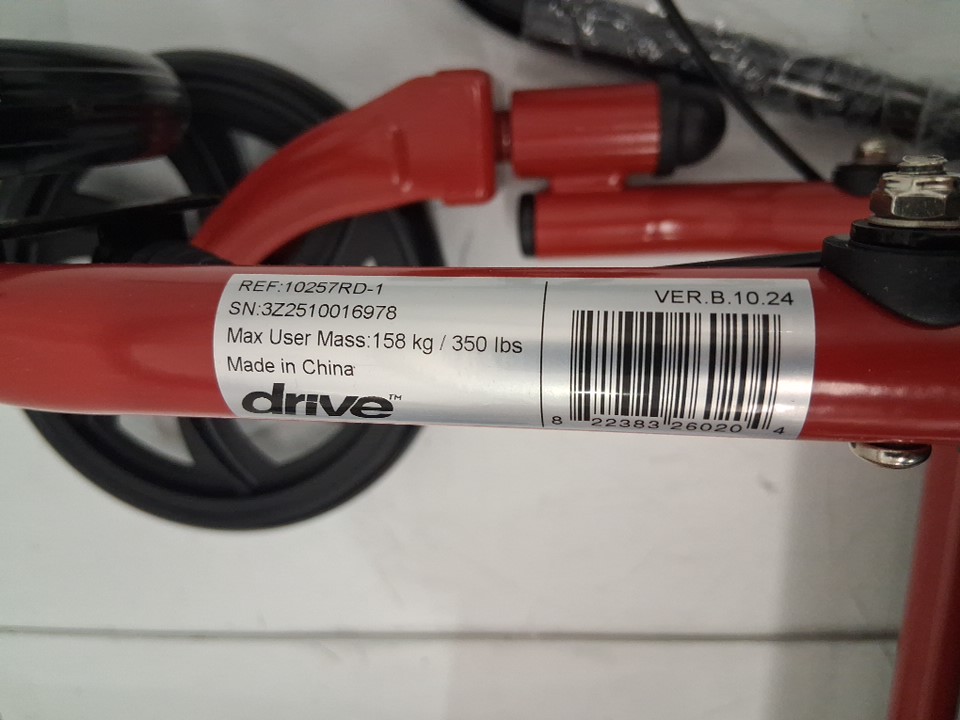 REF:10257RD-1
SN:3Z2510016978
Max User Mass:158 kg / 350 lbs
Made in China
drive™
VER.B.10.24
8 22383 26020 4